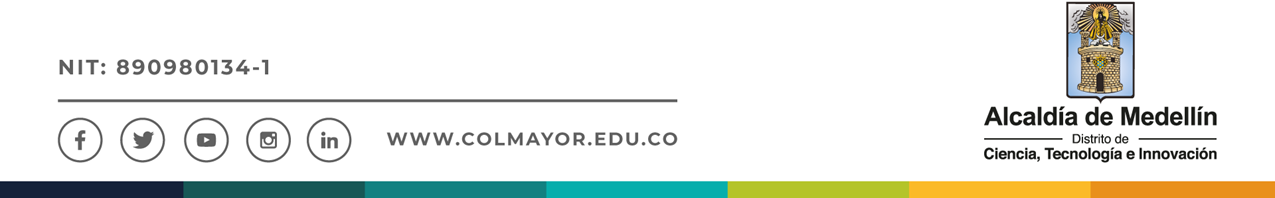 NIT: 890980134-1
WWW.COLMAYOR.EDU.CO
Alcaldía de Medellín
Distrito de
Ciencia, Tecnología e Innovación